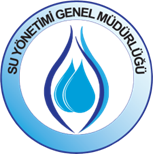 SU YÖNETİMİ GENEL MÜDÜRLÜĞÜ